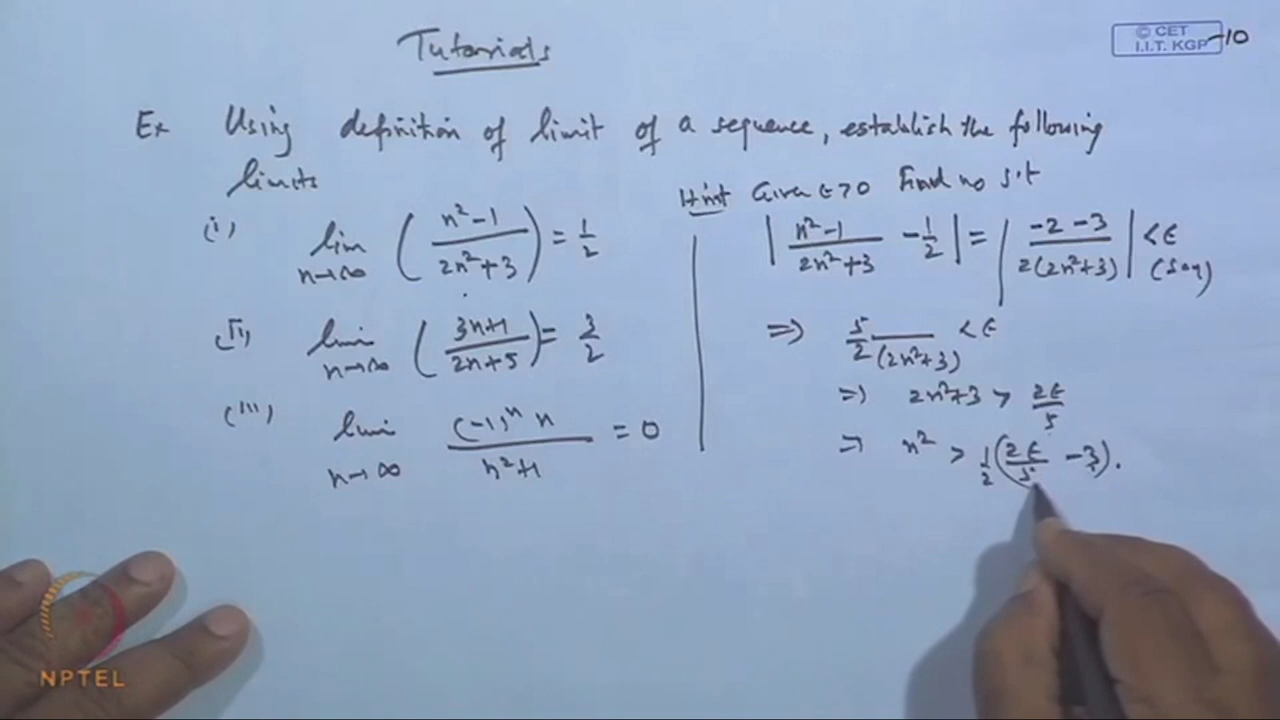 Tutorials
© CET
I.I.T. KGP
-10
Ex Using definition of limit of a sequence, establish the following
limits
(i) lim n→∞ ( n²-1 / 2n²+3 ) = 1/2
(ii) lim n→∞ ( 3n+1 / 2n+5 ) = 3/2
(iii) lim n→∞ (-1)ⁿ n / n²+1 = 0
Hint Given ε>0 Find no s.t
| n²-1 / 2n²+3 - 1/2 | = | -2-3 / 2(2n²+3) | < ε
(say)
⇒ 5/2 (2n²+3) < ε
⇒ 2n²+3 > 2ε/5
⇒ n² > 1/2 ( 2ε/5 - 3 ).
NPTEL